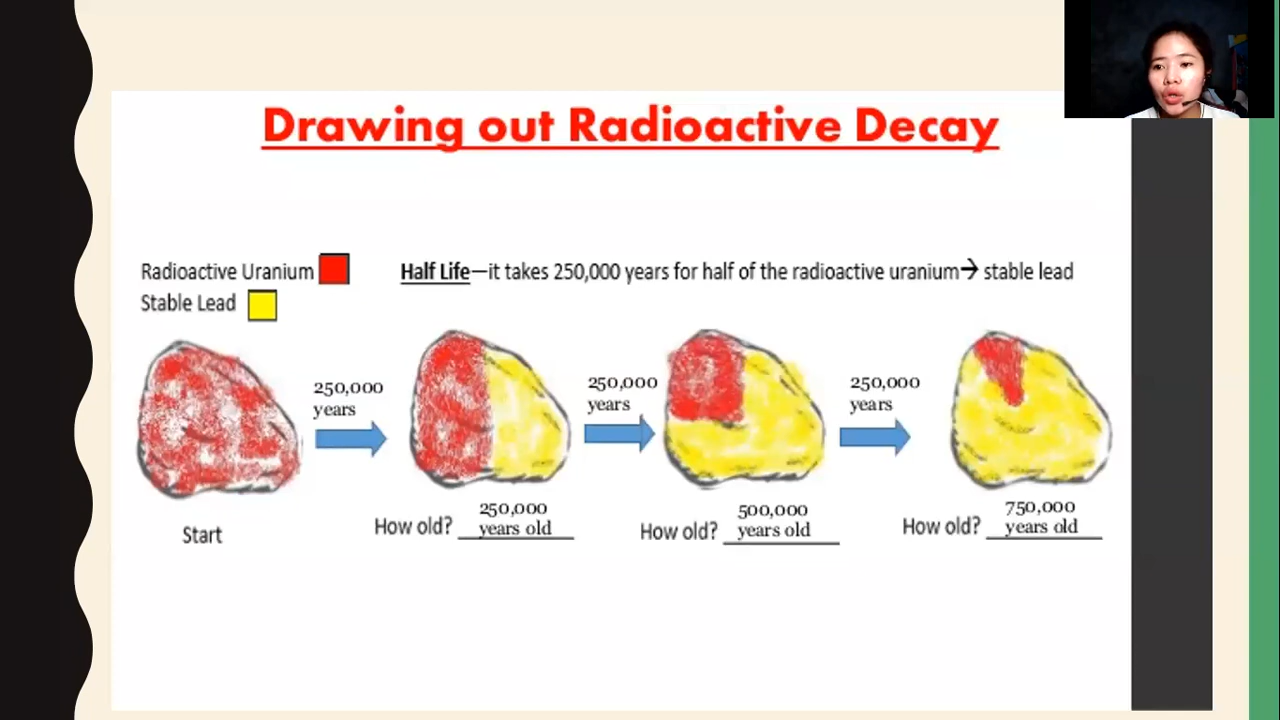 Drawing out Radioactive Decay
Radioactive Uranium
Half Life—it takes 250,000 years for half of the radioactive uranium→ stable lead
Stable Lead
250,000
years
250,000
years
250,000
years
Start
How old? 250,000
years old
How old? 500,000
years old
How old? 750,000
years old